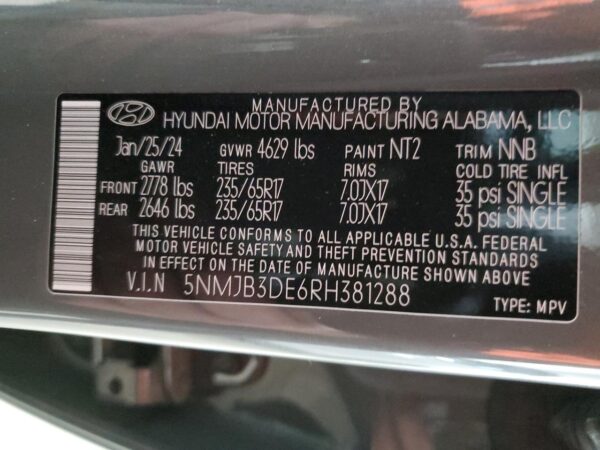 MANUFACTURED BY
HYUNDAI MOTOR MANUFACTURING ALABAMA, LLC
Jan/25/24 GVWR 4629 lbs PAINT NT2 TRIM NNB
GAWR TIRES RIMS COLD TIRE INFL
FRONT 2778 lbs 235/65R17 7.0JX17 35 psi SINGLE
REAR 2646 lbs 235/65R17 7.0JX17 35 psi SINGLE
THIS VEHICLE CONFORMS TO ALL APPLICABLE U.S.A. FEDERAL
MOTOR VEHICLE SAFETY AND THEFT PREVENTION STANDARDS
IN EFFECT ON THE DATE OF MANUFACTURE SHOWN ABOVE
V.I.N 5NMJB3DE6RH381288
TYPE: MPV